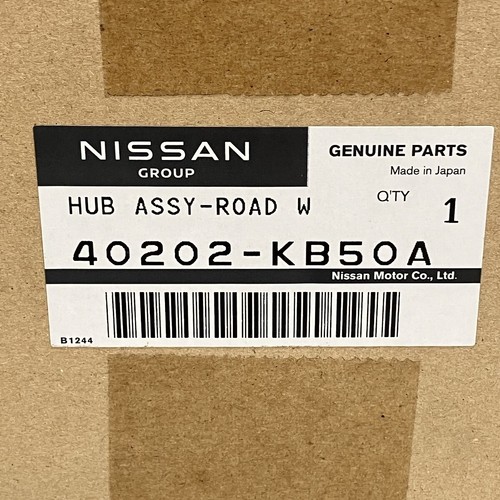 NISSAN
GROUP
GENUINE PARTS
Made in Japan
HUB ASSY-ROAD W
Q'TY 1
40202-KB50A
Nissan Motor Co., Ltd.
B1244